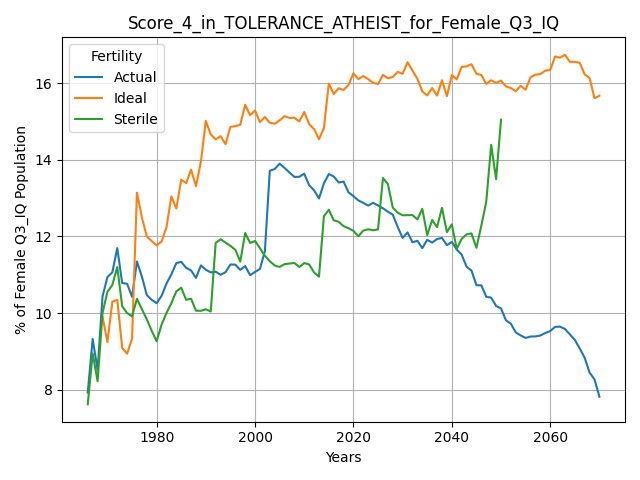 Score_4_in_TOLERANCE_ATHEIST_for_Female_Q3_IQ
Fertility
Actual
Ideal
Sterile
% of Female Q3_IQ Population
16
14
12
10
8
1980 2000 2020 2040 2060
Years